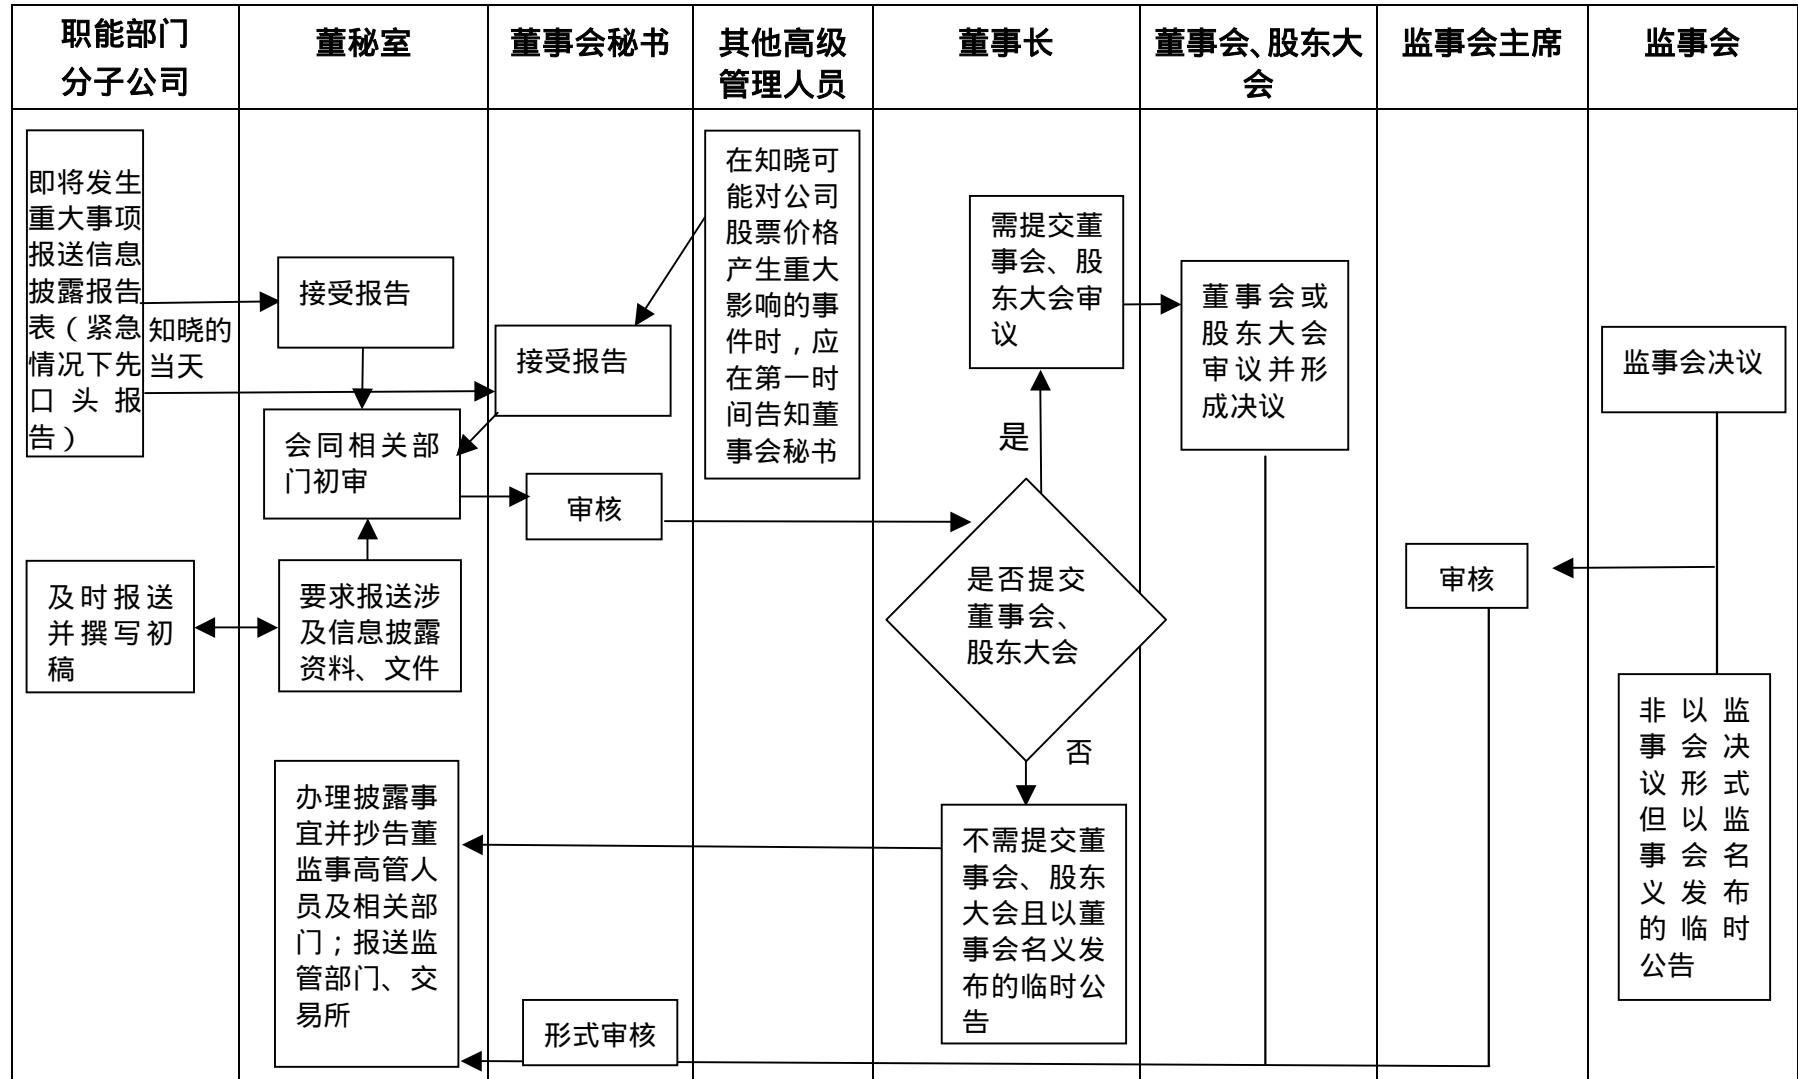 职能部门
分子公司
董秘室
董事会秘书
其他高级
管理人员
董事长
董事会、股东大
会
监事会主席
监事会
即将发生
重大事项
报送信息
披露报告
表（紧急
情况下先
口头报
告）
知晓的
当天
接受报告
接受报告
在知晓可
能对公司
股票价格
产生重大
影响的事
件时，应
在第一时
间告知董
事会秘书
需提交董
事会、股
东大会审
议
董事会或
股东大会
审议并形
成决议
监事会决议
会同相关部
门初审
审核
是
是否提交
董事会、
股东大会
审核
及时报送
并撰写初
稿
要求报送涉
及信息披露
资料、文件
否
非以监
事会决
议形式
但以监
事会名
义发布
的临时
公告
办理披露事
宜并抄告董
监事高管人
员及相关部
门；报送监
管部门、交
易所
不需提交董
事会、股东
大会且以董
事会名义发
布的临时公
告
形式审核